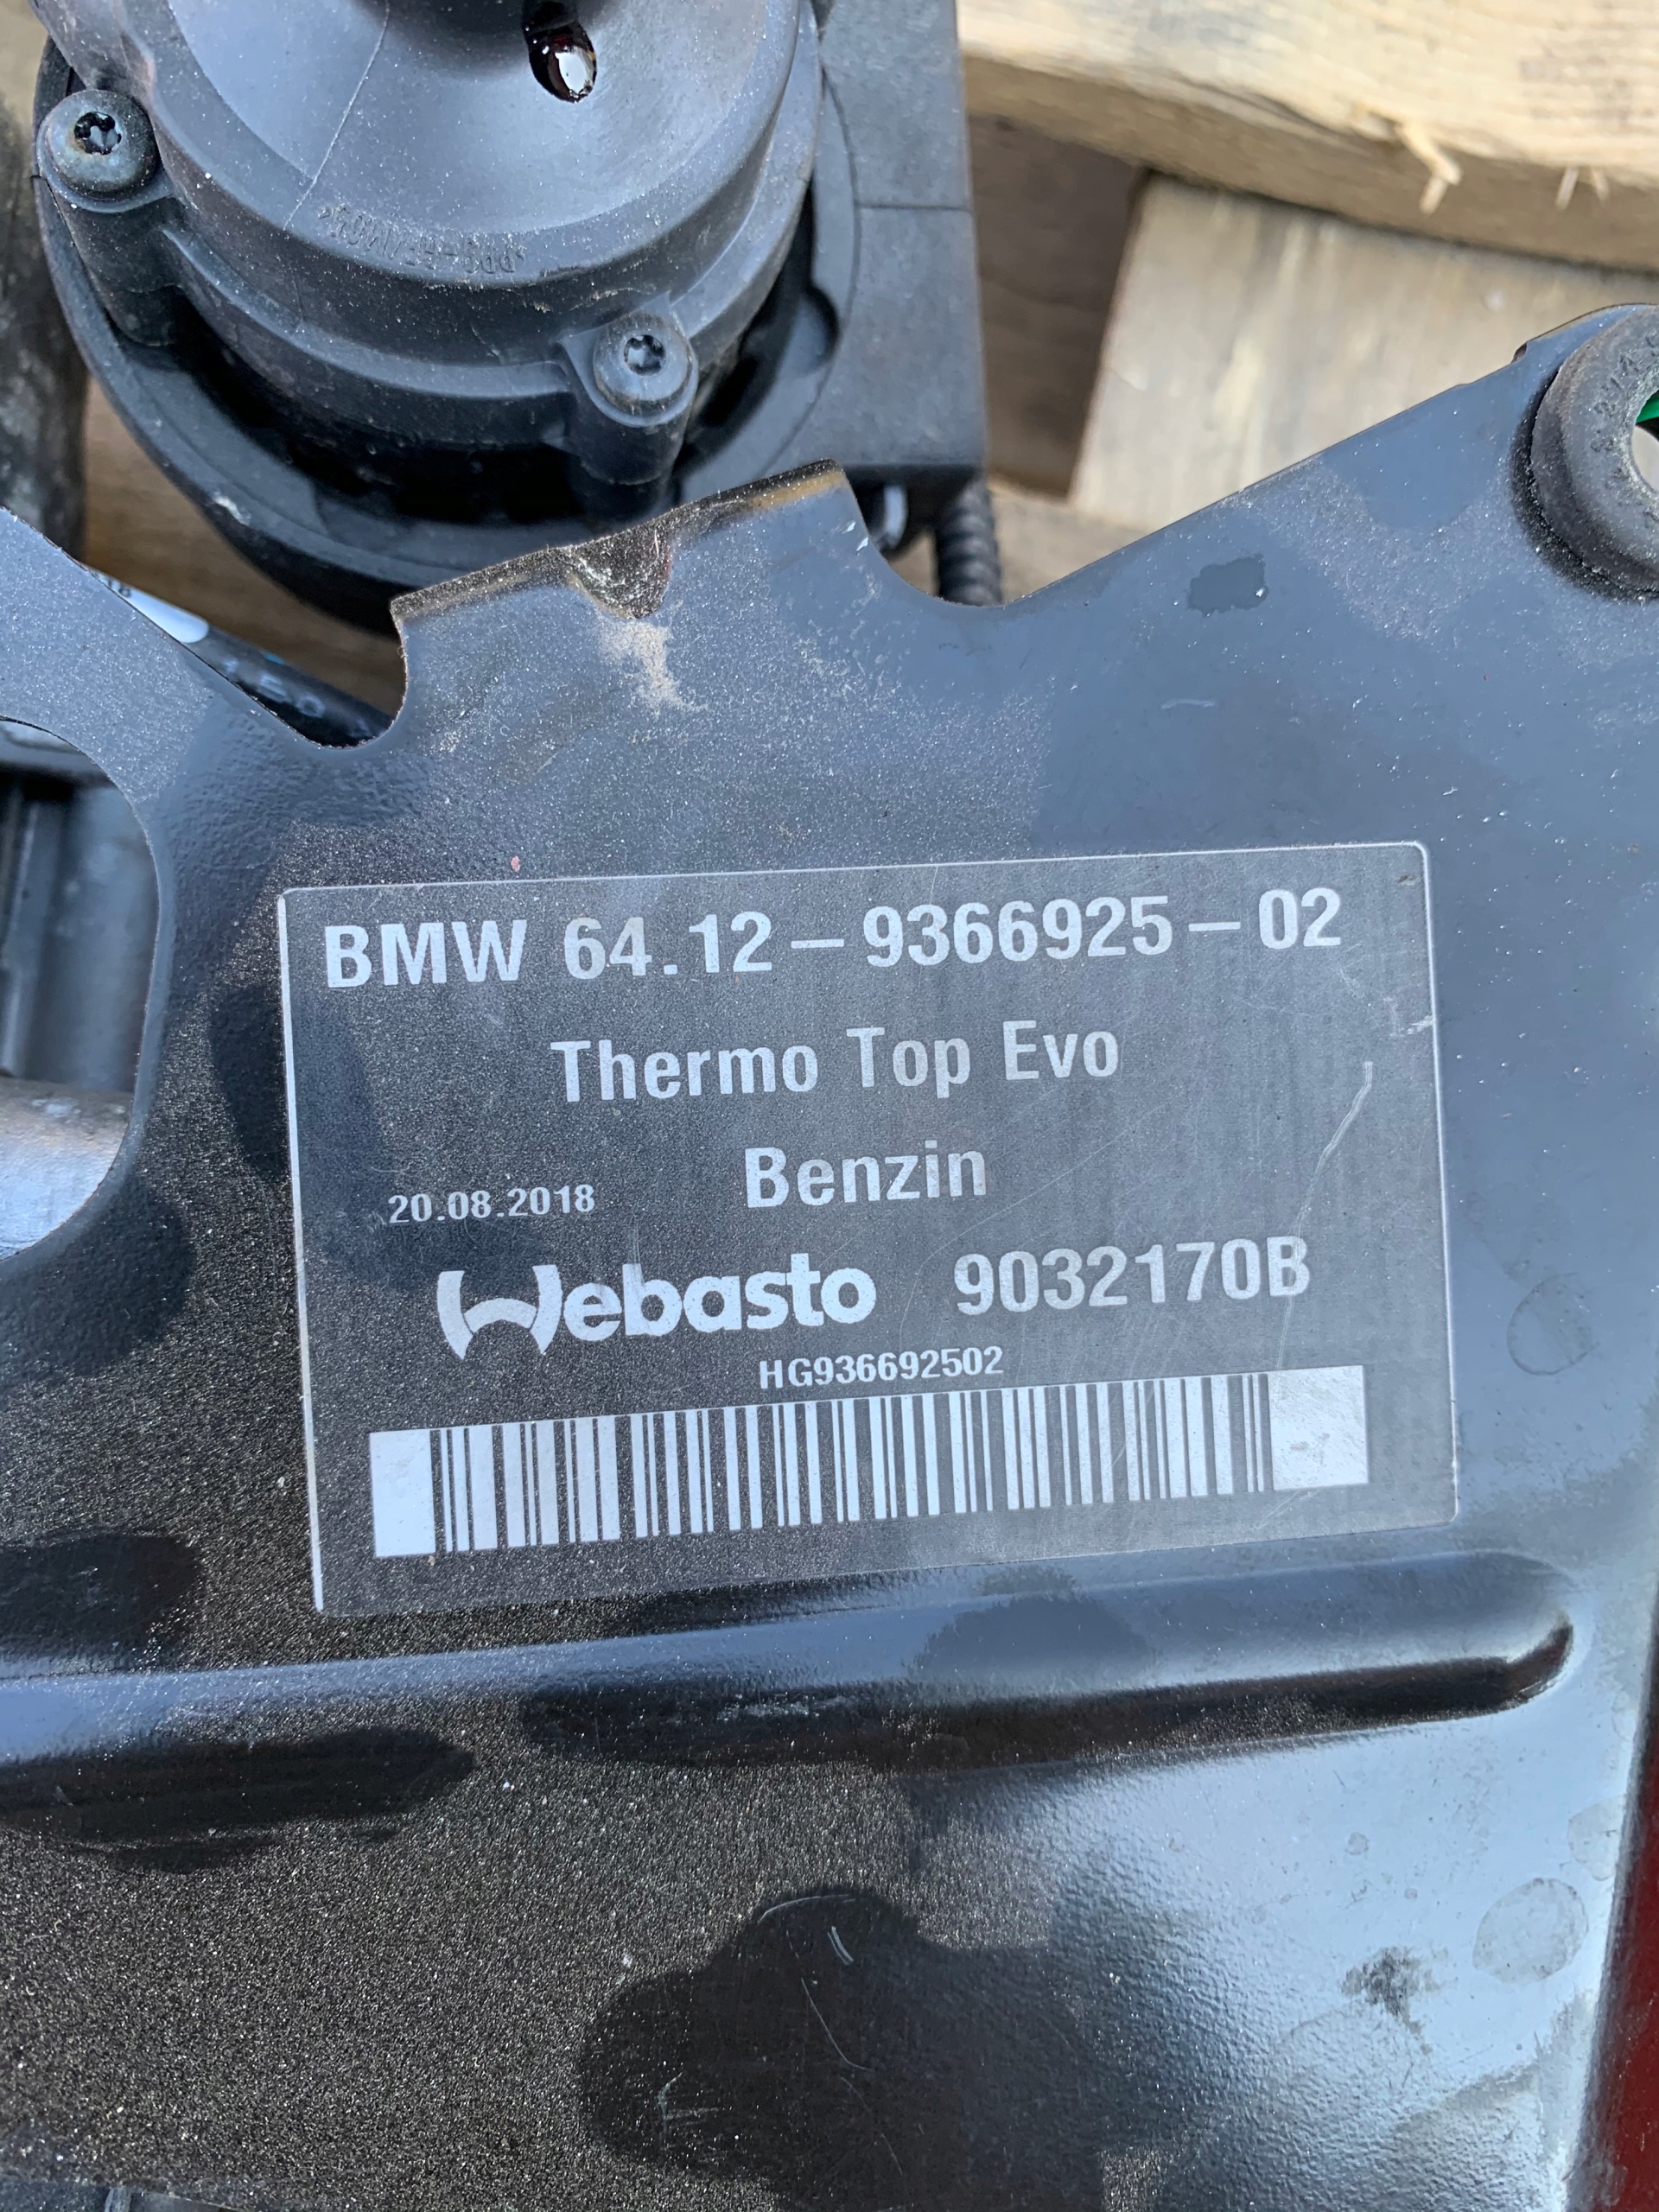 BMW 64.12-9366925-02
Thermo Top Evo
Benzin
20.08.2018
Webasto 9032170B
HG936692502